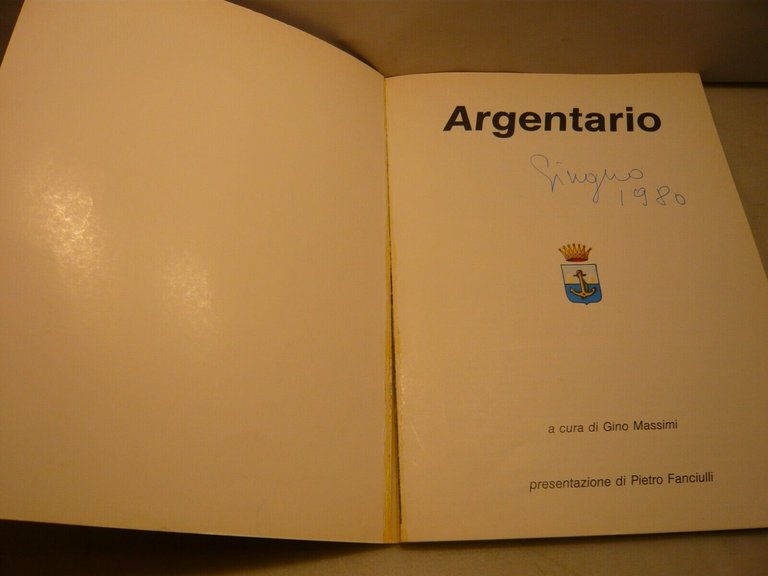 Argentario
Giugno
1980
a cura di Gino Massimi
presentazione di Pietro Fanciulli